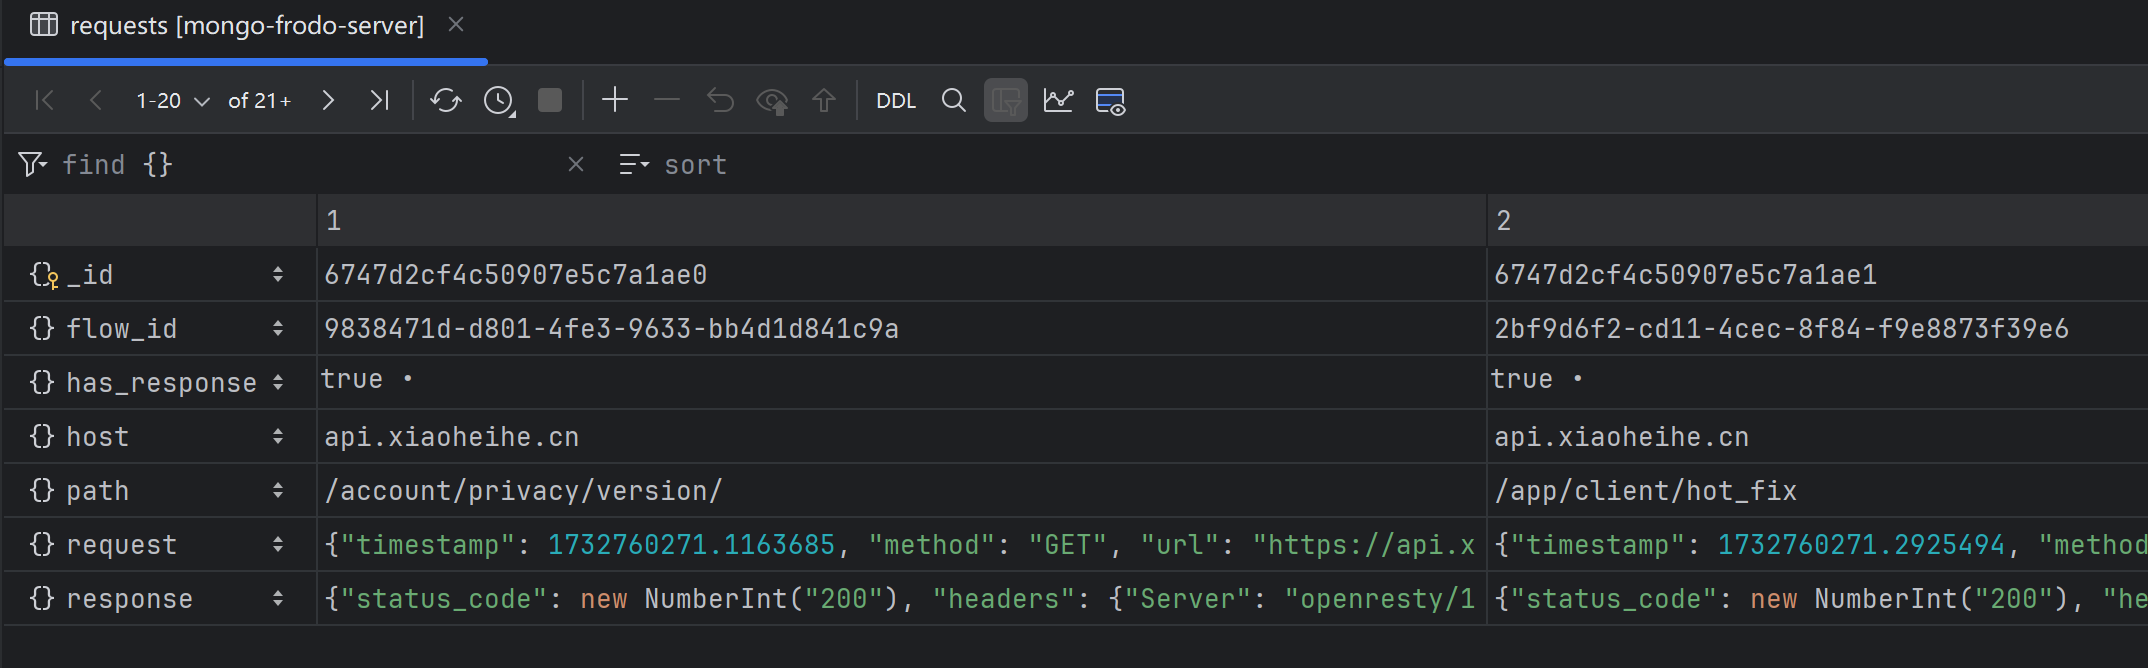 requests [mongo-frodo-server]
1-20 of 21+ DDL
find {} sort
1 2
_id 6747d2cf4c50907e5c7a1ae0 6747d2cf4c50907e5c7a1ae1
flow_id 9838471d-d801-4fe3-9633-bb4d1d841c9a 2bf9d6f2-cd11-4cec-8f84-f9e8873f39e6
has_response true • true •
host api.xiaoheihe.cn api.xiaoheihe.cn
path /account/privacy/version/ /app/client/hot_fix
request {"timestamp": 1732760271.1163685, "method": "GET", "url": "https://api.x {"timestamp": 1732760271.2925494, "method
response {"status_code": new NumberInt("200"), "headers": {"Server": "openresty/1 {"status_code": new NumberInt("200"), "he